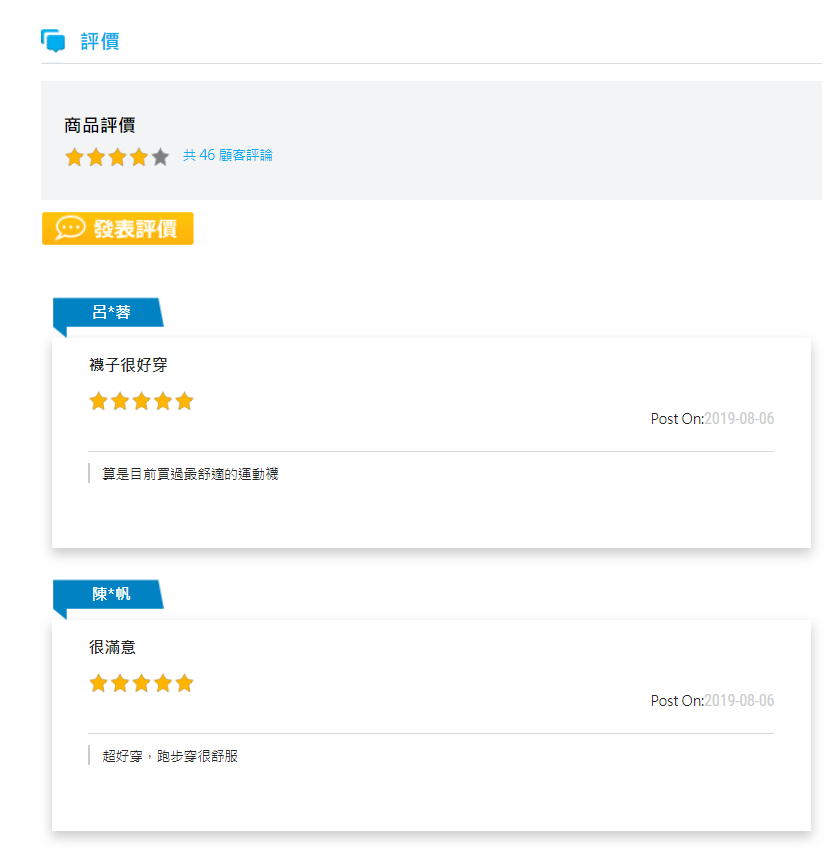 評價
商品評價
共 46 顧客評論
發表評價
呂*蓉
襪子很好穿
Post On:2019-08-06
算是目前買過最舒適的運動襪
陳*帆
很滿意
Post On:2019-08-06
超好穿，跑步穿很舒服